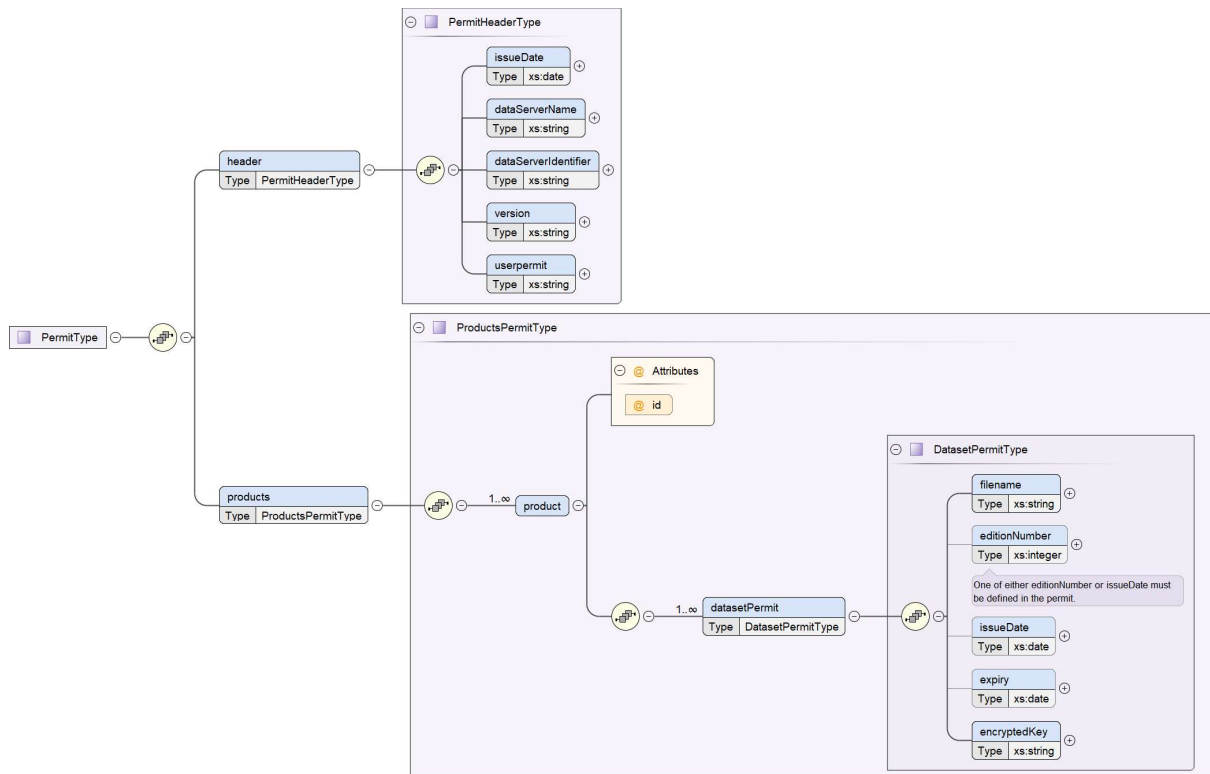 PermitHeaderType
issueDate
Type xs:date
dataServerName
Type xs:string
header
Type PermitHeaderType
dataServerIdentifier
Type xs:string
version
Type xs:string
userpermit
Type xs:string
PermitType
ProductsPermitType
@ Attributes
@ id
products
Type ProductsPermitType
1..∞
product
1..∞
datasetPermit
Type DatasetPermitType
DatasetPermitType
filename
Type xs:string
editionNumber
Type xs:integer
One of either editionNumber or issueDate must
be defined in the permit.
issueDate
Type xs:date
expiry
Type xs:date
encryptedKey
Type xs:string